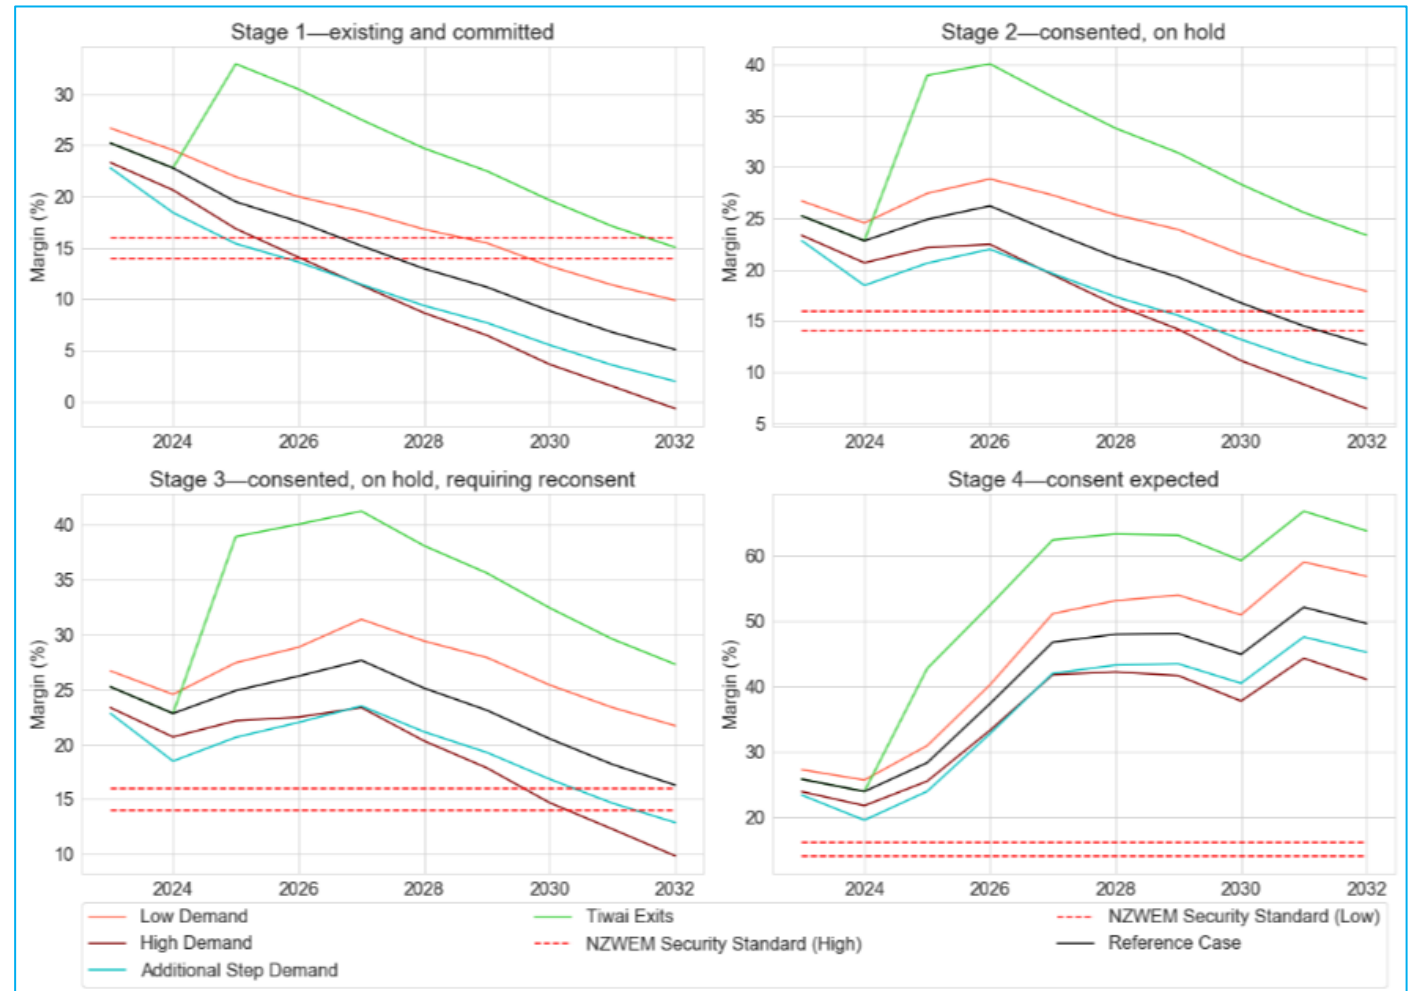 Stage 1—existing and committed
Stage 2—consented, on hold
Margin (%)
30
25
20
15
10
5
0
2024 2026 2028 2030 2032
Margin (%)
40
35
30
25
20
15
10
5
2024 2026 2028 2030 2032
Stage 3—consented, on hold, requiring reconsent
Stage 4—consent expected
Margin (%)
40
35
30
25
20
15
10
2024 2026 2028 2030 2032
Margin (%)
60
50
40
30
20
2024 2026 2028 2030 2032
Low Demand
High Demand
Additional Step Demand
Tiwai Exits
NZWEM Security Standard (High)
NZWEM Security Standard (Low)
Reference Case